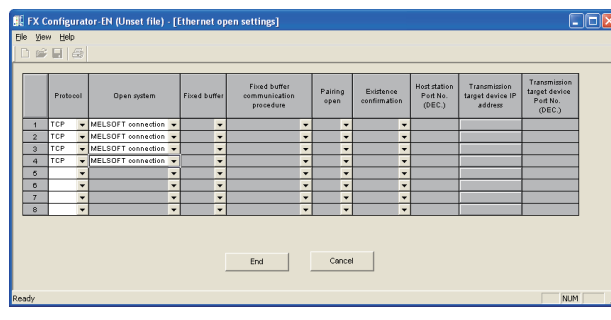 FX Configurator-EN (Unset file) - [Ethernet open settings]
File View Help
Protocol Open system Fixed buffer Fixed buffer communication procedure Pairing open Existence confirmation Host station Port No. (DEC.) Transmission target device IP address Transmission target device Port No. (DEC.)
1 TCP MELSOFT connection
2 TCP MELSOFT connection
3 TCP MELSOFT connection
4 TCP MELSOFT connection
5
6
7
8
End Cancel
Ready NUM